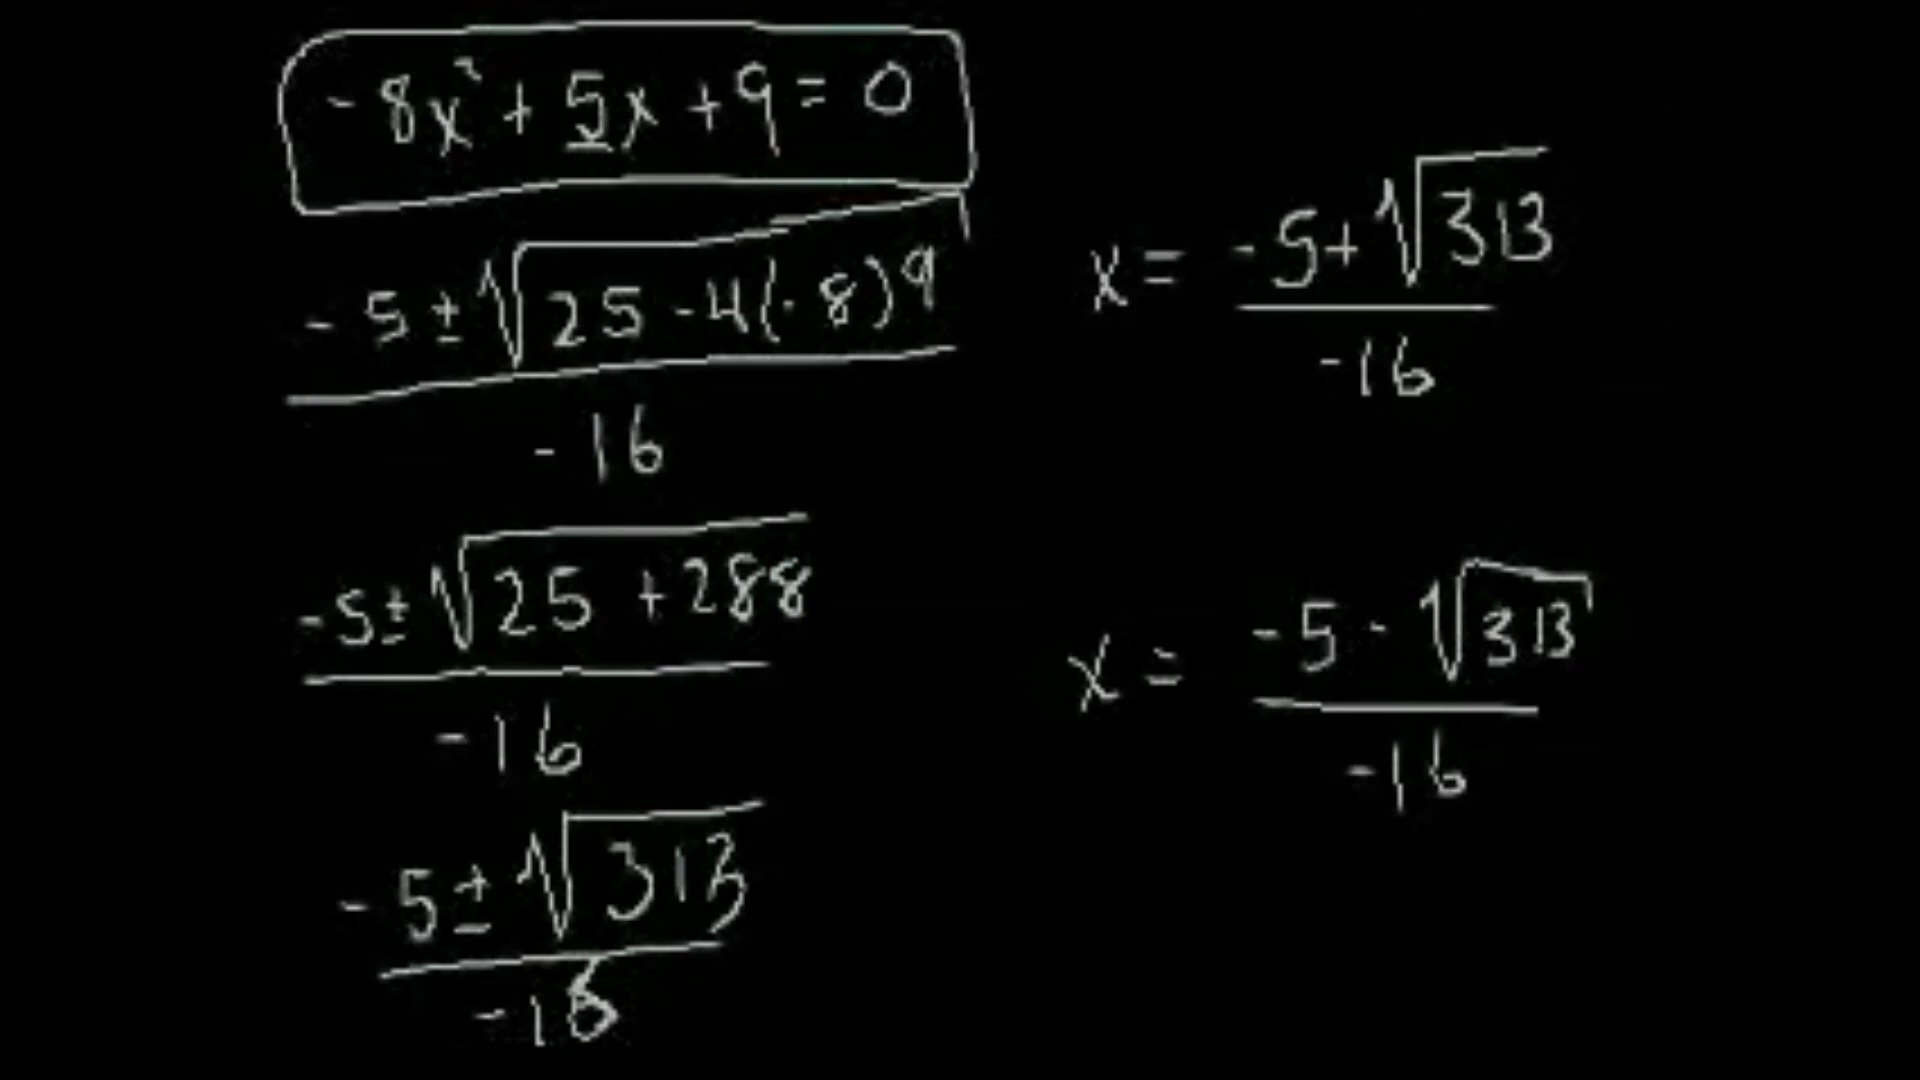 -8x² + 5x + 9 = 0
-5 ± √25 - 4(-8)9
-16
-5 ± √25 + 288
-16
-5 ± √313
-16
x = -5 + √313
-16
x = -5 - √313
-16